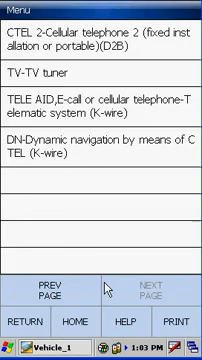 Menu
CTEL 2-Cellular telephone 2 (fixed inst
allation or portable)(D2B)
TV-TV tuner
TELE AID,E-call or cellular telephone-T
elematic system (K-wire)
DN-Dynamic navigation by means of C
TEL (K-wire)
PREV
PAGE
NEXT
PAGE
RETURN
HOME
HELP
PRINT
Vehicle_1
1:03 PM